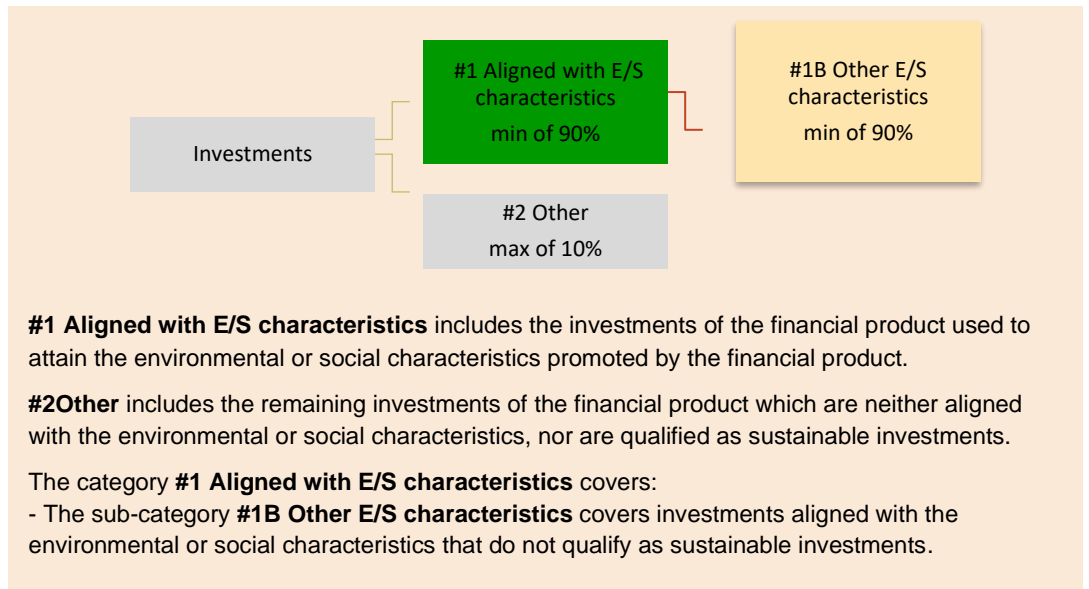 #1 Aligned with E/S
characteristics
min of 90%
#1B Other E/S
characteristics
min of 90%
Investments
#2 Other
max of 10%
#1 Aligned with E/S characteristics includes the investments of the financial product used to
attain the environmental or social characteristics promoted by the financial product.
#2Other includes the remaining investments of the financial product which are neither aligned
with the environmental or social characteristics, nor are qualified as sustainable investments.
The category #1 Aligned with E/S characteristics covers:
- The sub-category #1B Other E/S characteristics covers investments aligned with the
environmental or social characteristics that do not qualify as sustainable investments.